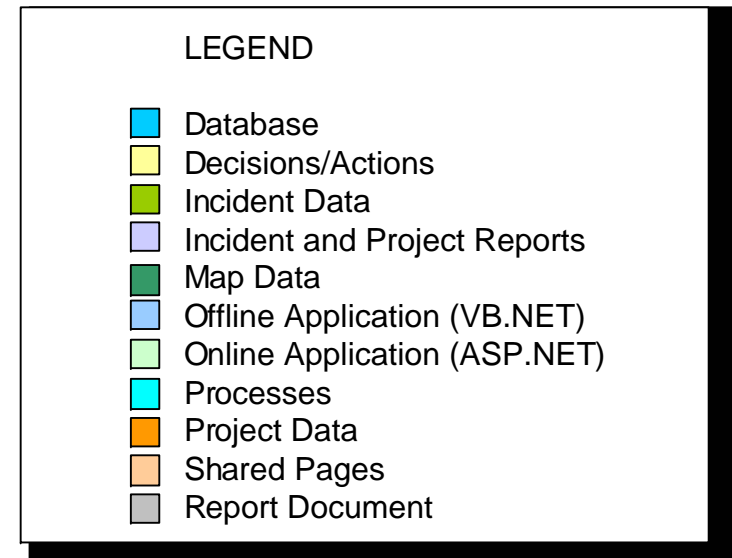 LEGEND
Database
Decisions/Actions
Incident Data
Incident and Project Reports
Map Data
Offline Application (VB.NET)
Online Application (ASP.NET)
Processes
Project Data
Shared Pages
Report Document